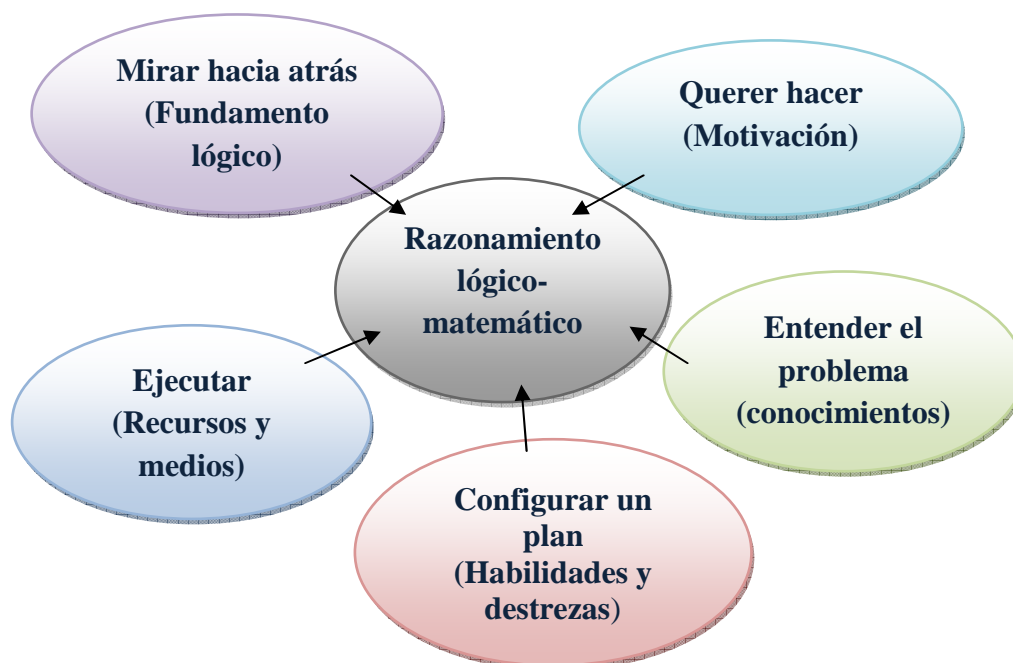 Mirar hacia atrás
(Fundamento
lógico)
Querer hacer
(Motivación)
Razonamiento
lógico-
matemático
Entender el
problema
(conocimientos)
Ejecutar
(Recursos y
medios)
Configurar un
plan
(Habilidades y
destrezas)